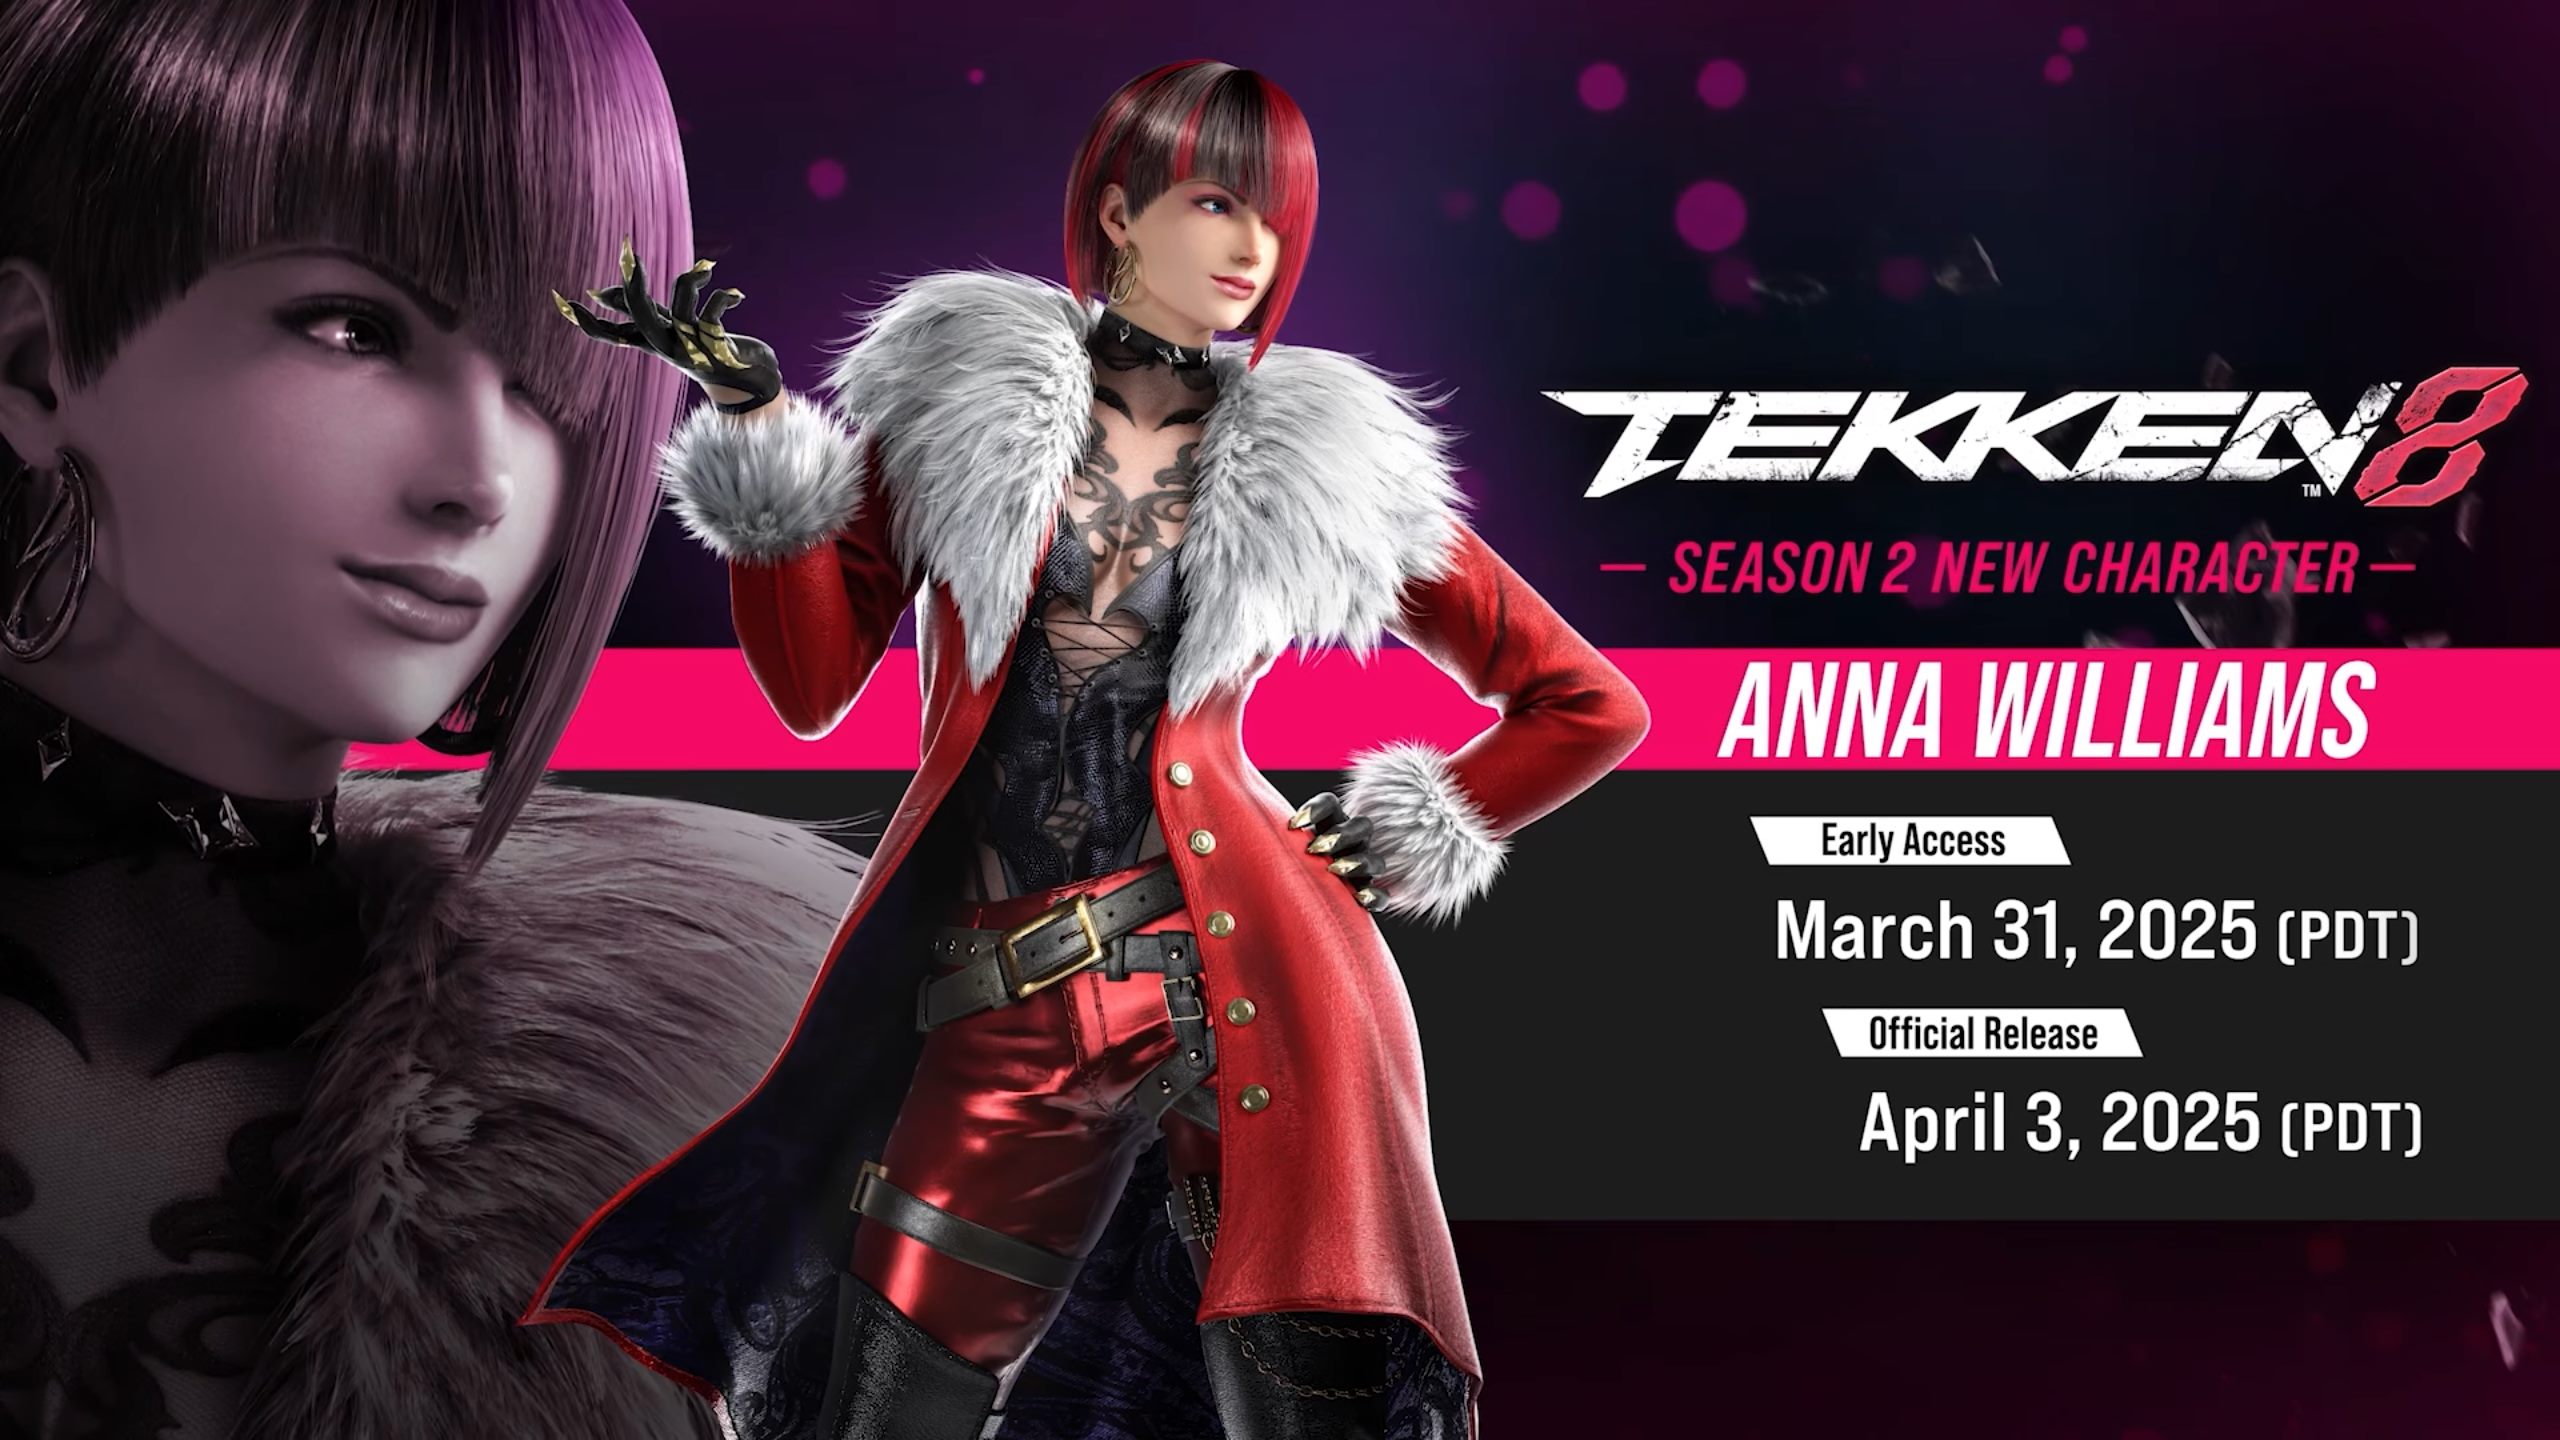 TEKKEN 8
TM
— SEASON 2 NEW CHARACTER —
ANNA WILLIAMS
Early Access
March 31, 2025 (PDT)
Official Release
April 3, 2025 (PDT)